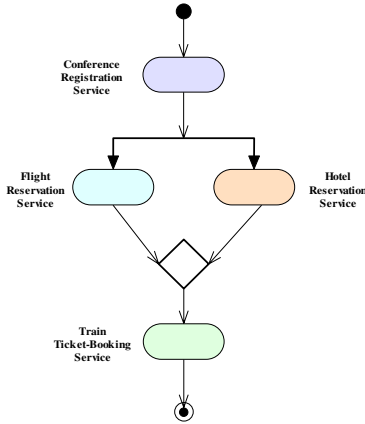 Conference
Registration
Service
Flight
Reservation
Service
Hotel
Reservation
Service
Train
Ticket-Booking
Service